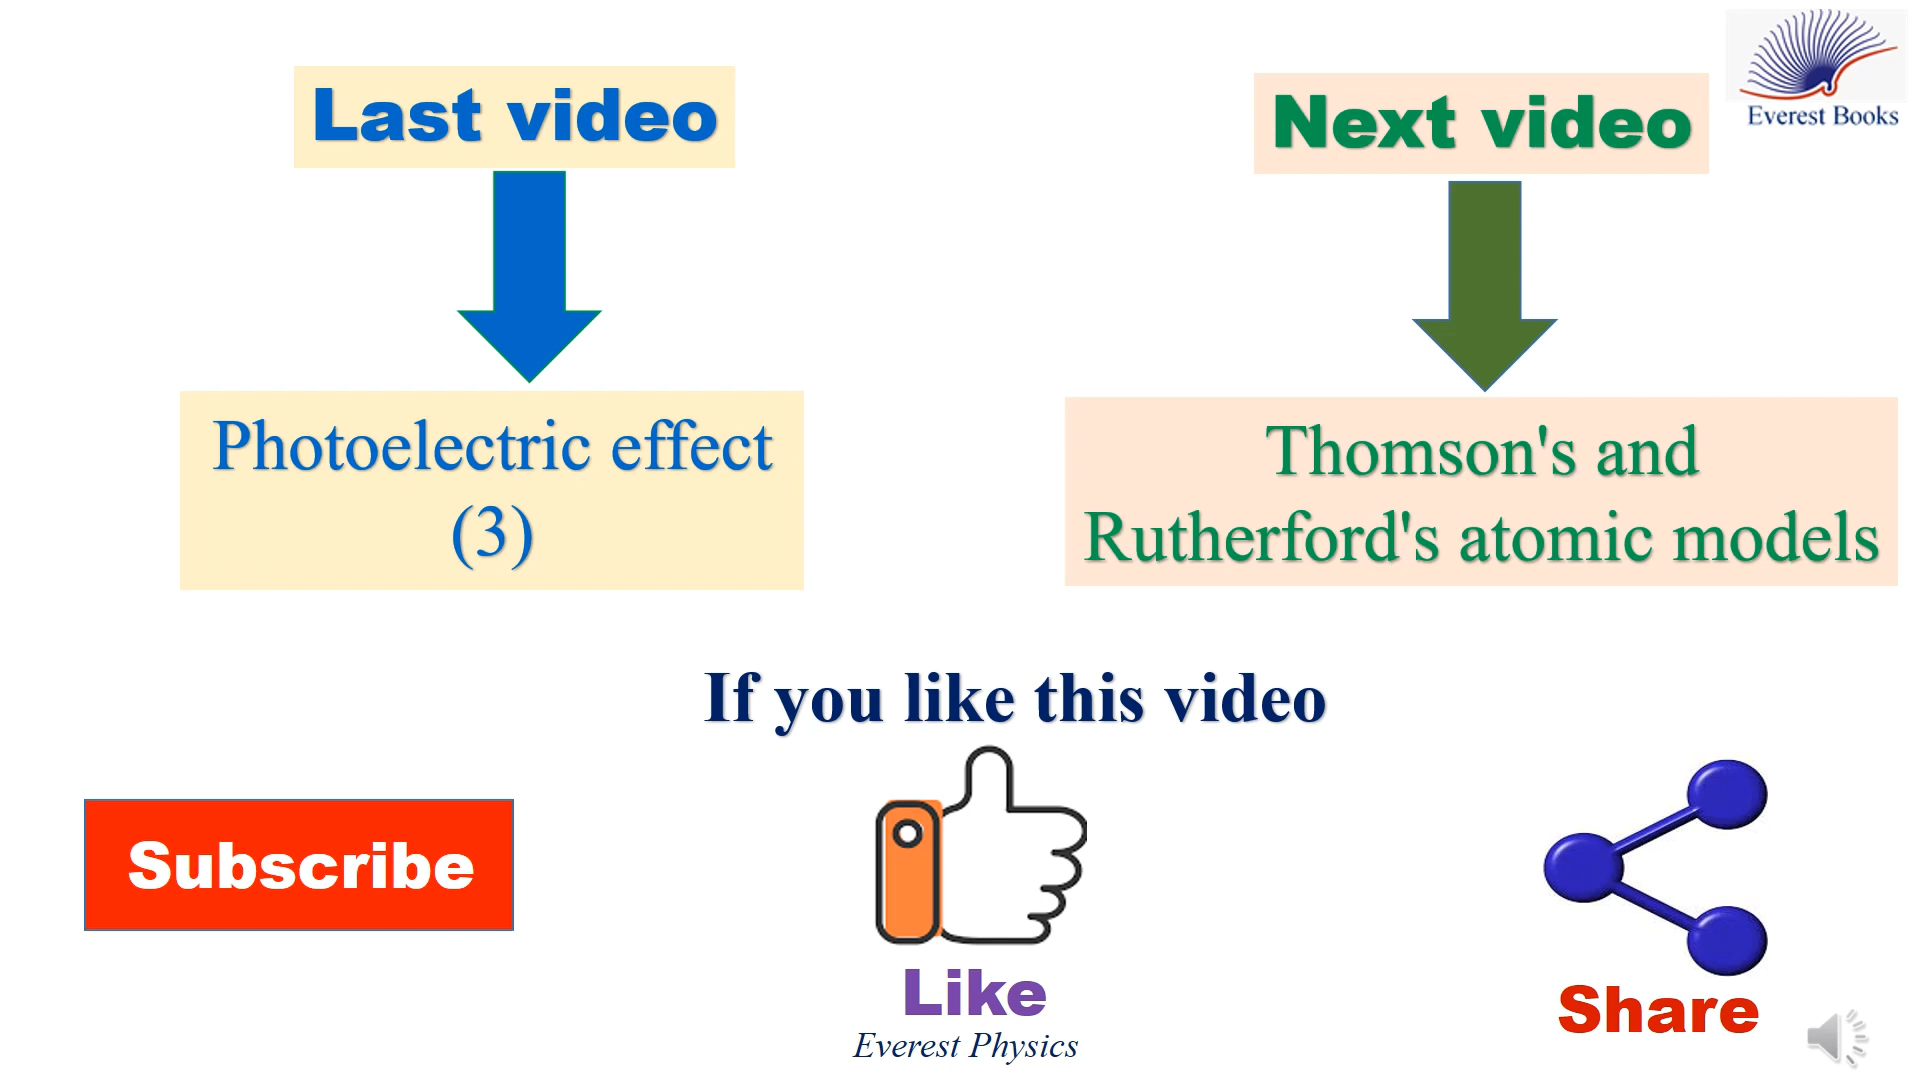 Last video
Next video
Everest Books
Photoelectric effect
(3)
Thomson's and
Rutherford's atomic models
If you like this video
Subscribe
Like
Share
Everest Physics